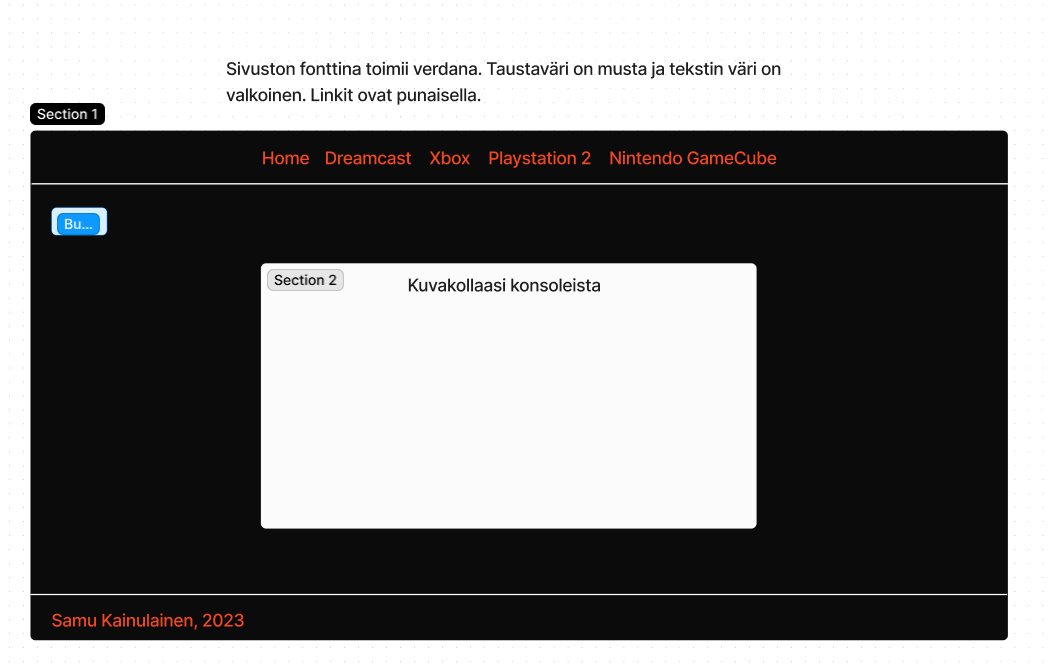 Sivuston fonttina toimii verdana. Taustaväri on musta ja tekstin väri on
valkoinen. Linkit ovat punaisella.
Section 1
Home Dreamcast Xbox Playstation 2 Nintendo GameCube
Bu...
Section 2
Kuvakollaasi konsoleista
Samu Kainulainen, 2023